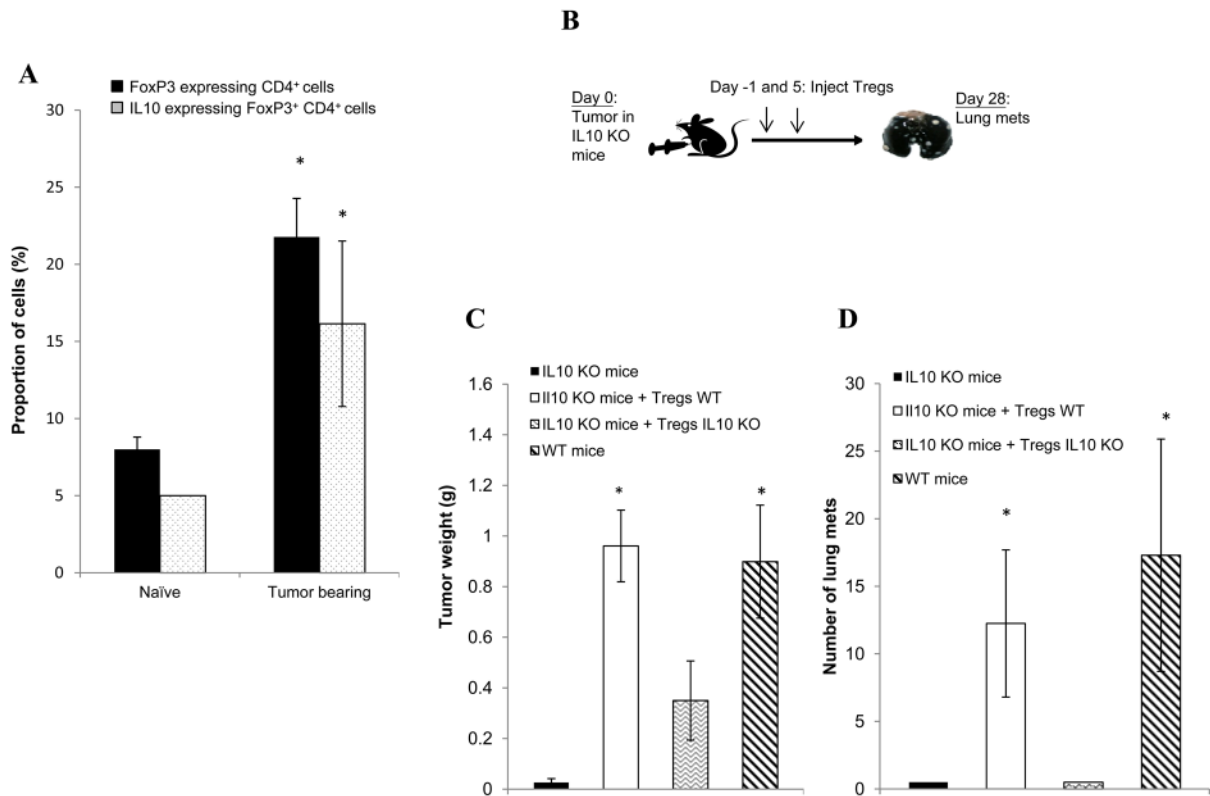 A
FoxP3 expressing CD4⁺ cells
IL10 expressing FoxP3⁺ CD4⁺ cells
Proportion of cells (%)
30
25
20
15
10
5
0
*
*
Naïve
Tumor bearing
B
Day 0:
Tumor in
IL10 KO
mice
Day -1 and 5: Inject Tregs
Day 28:
Lung mets
C
IL10 KO mice
Il10 KO mice + Tregs WT
IL10 KO mice + Tregs IL10 KO
WT mice
Tumor weight (g)
1.6
1.4
1.2
1
0.8
0.6
0.4
0.2
0
*
*
D
IL10 KO mice
Il10 KO mice + Tregs WT
IL10 KO mice + Tregs IL10 KO
WT mice
Number of lung mets
30
25
20
15
10
5
0
*
*